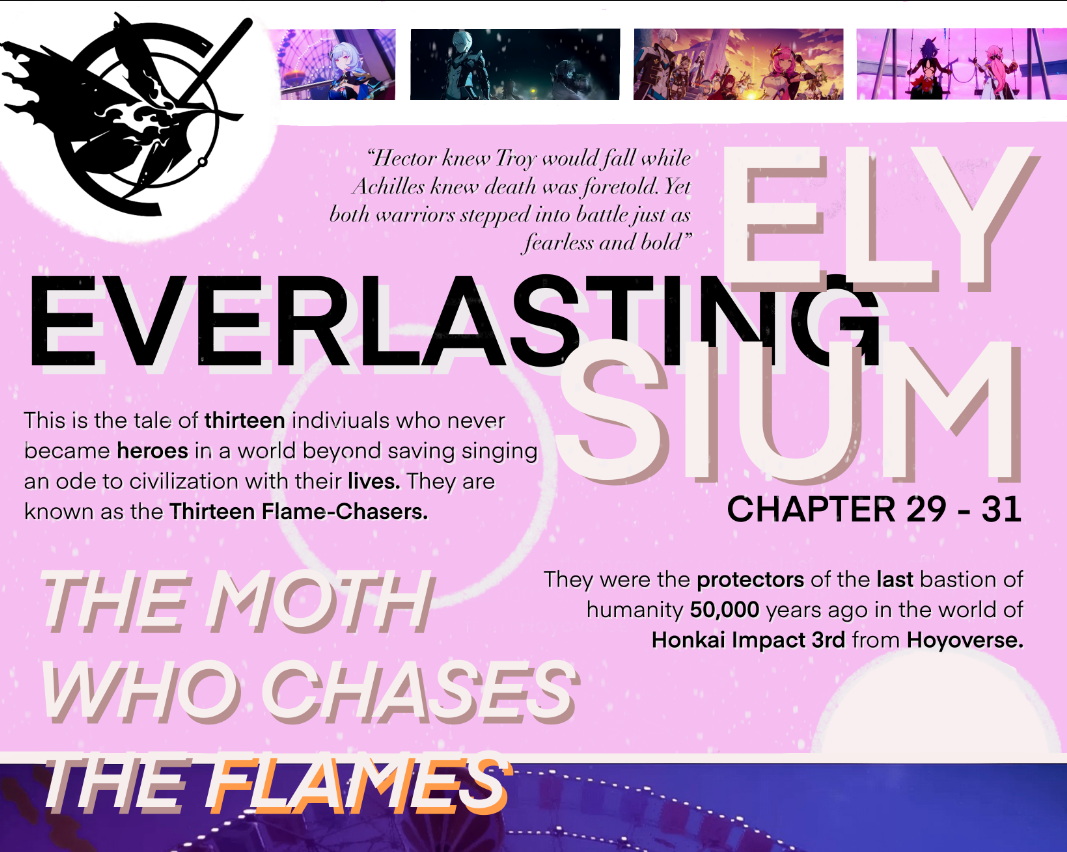 “Hector knew Troy would fall while
Achilles knew death was foretold. Yet
both warriors stepped into battle just as
fearless and bold”
ELY
EVERLASTING
SIUM
CHAPTER 29 - 31
This is the tale of thirteen indiviuals who never
became heroes in a world beyond saving singing
an ode to civilization with their lives. They are
known as the Thirteen Flame-Chasers.
They were the protectors of the last bastion of
humanity 50,000 years ago in the world of
Honkai Impact 3rd from Hoyoverse.
THE MOTH
WHO CHASES
THE FLAMES